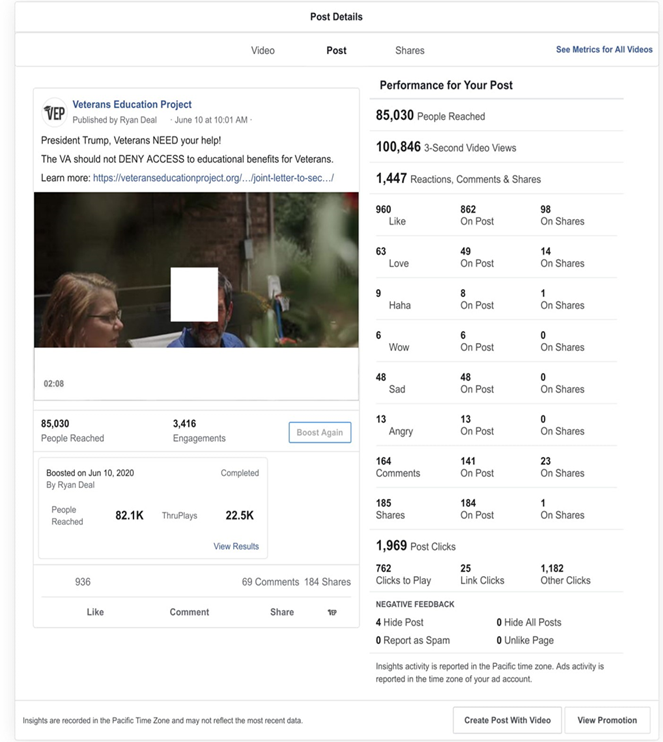 Post Details
Video Post Shares See Metrics for All Videos
VEP
Veterans Education Project
Published by Ryan Deal · June 10 at 10:01 AM ·
President Trump, Veterans NEED your help!
The VA should not DENY ACCESS to educational benefits for Veterans.
Learn more: https://veteranseducationproject.org/…/joint-letter-to-sec…/
02:08
85,030 3,416
People Reached Engagements
Boost Again
Boosted on Jun 10, 2020 Completed
By Ryan Deal
People Reached 82.1K ThruPlays 22.5K
View Results
936 69 Comments 184 Shares
Like Comment Share VEP
Performance for Your Post
85,030 People Reached
100,846 3-Second Video Views
1,447 Reactions, Comments & Shares
960 862 98
Like On Post On Shares
63 49 14
Love On Post On Shares
9 8 1
Haha On Post On Shares
6 6 0
Wow On Post On Shares
48 48 0
Sad On Post On Shares
13 13 0
Angry On Post On Shares
164 141 23
Comments On Post On Shares
185 184 1
Shares On Post On Shares
1,969 Post Clicks
762 25 1,182
Clicks to Play Link Clicks Other Clicks
NEGATIVE FEEDBACK
4 Hide Post 0 Hide All Posts
0 Report as Spam 0 Unlike Page
Insights activity is reported in the Pacific time zone. Ads activity is
reported in the time zone of your ad account.
Insights are recorded in the Pacific Time Zone and may not reflect the most recent data.
Create Post With Video View Promotion